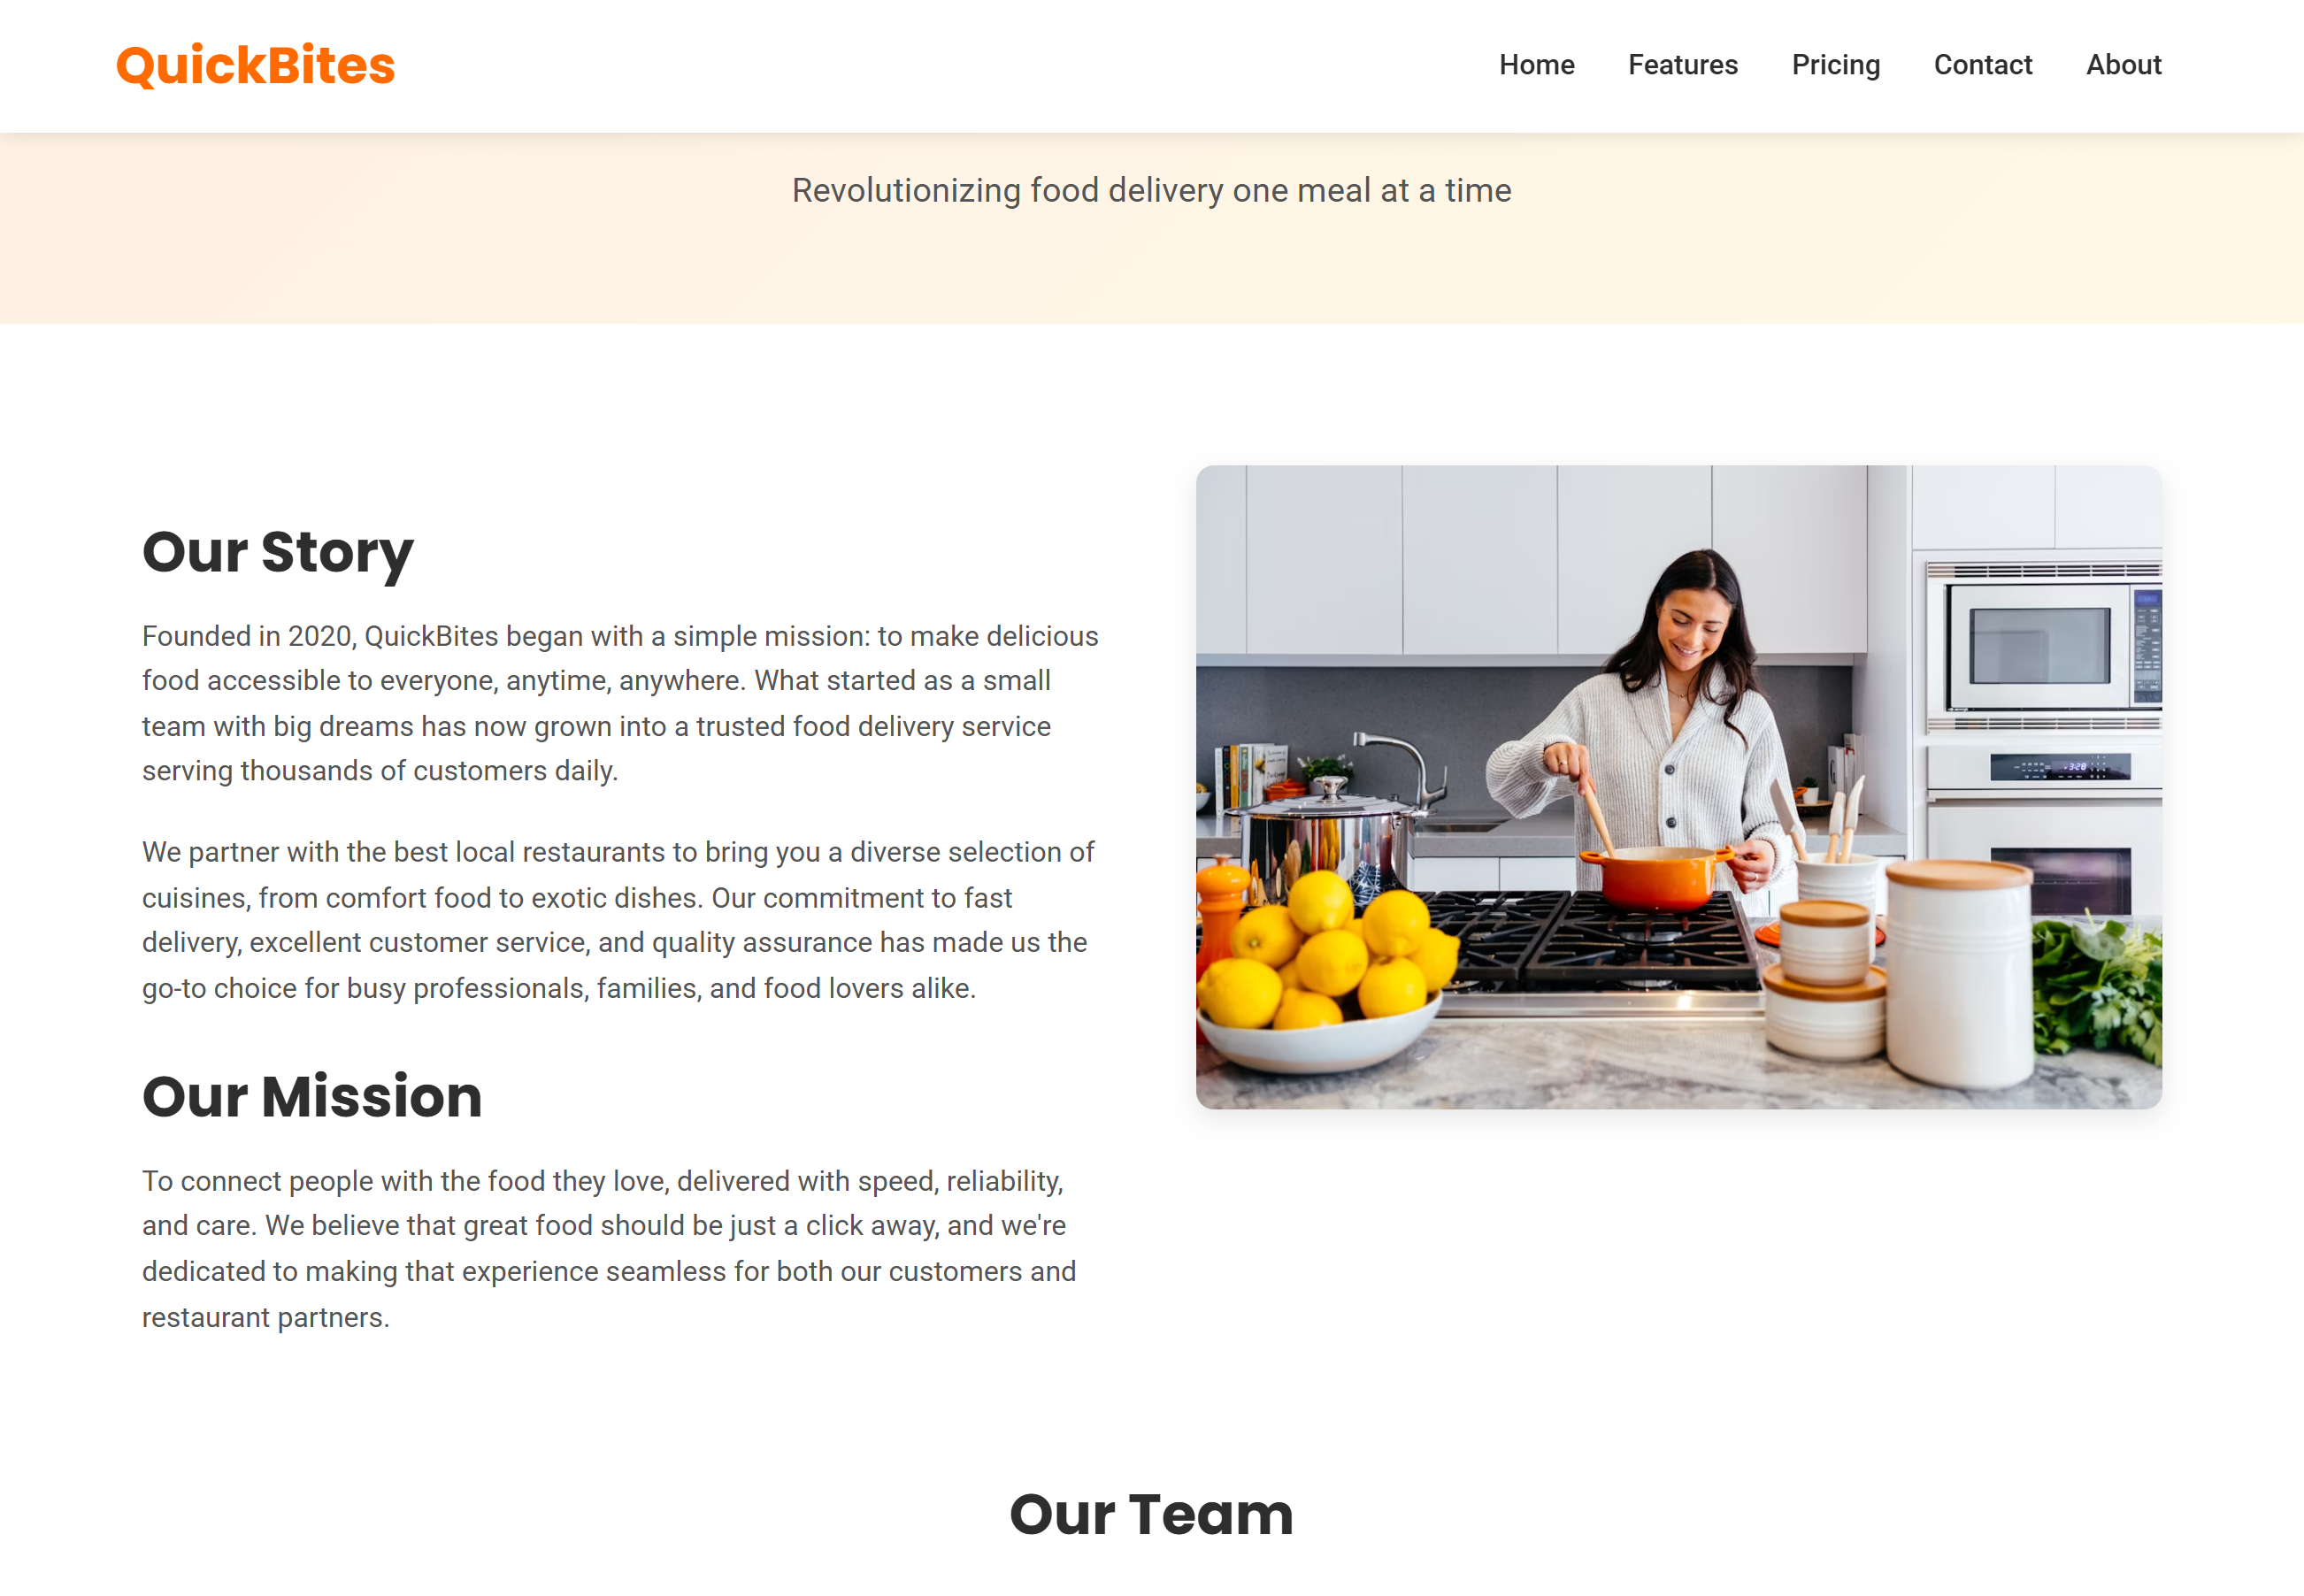 QuickBites
Home Features Pricing Contact About
Revolutionizing food delivery one meal at a time
Our Story
Founded in 2020, QuickBites began with a simple mission: to make delicious
food accessible to everyone, anytime, anywhere. What started as a small
team with big dreams has now grown into a trusted food delivery service
serving thousands of customers daily.
We partner with the best local restaurants to bring you a diverse selection of
cuisines, from comfort food to exotic dishes. Our commitment to fast
delivery, excellent customer service, and quality assurance has made us the
go-to choice for busy professionals, families, and food lovers alike.
Our Mission
To connect people with the food they love, delivered with speed, reliability,
and care. We believe that great food should be just a click away, and we're
dedicated to making that experience seamless for both our customers and
restaurant partners.
3:28
Our Team